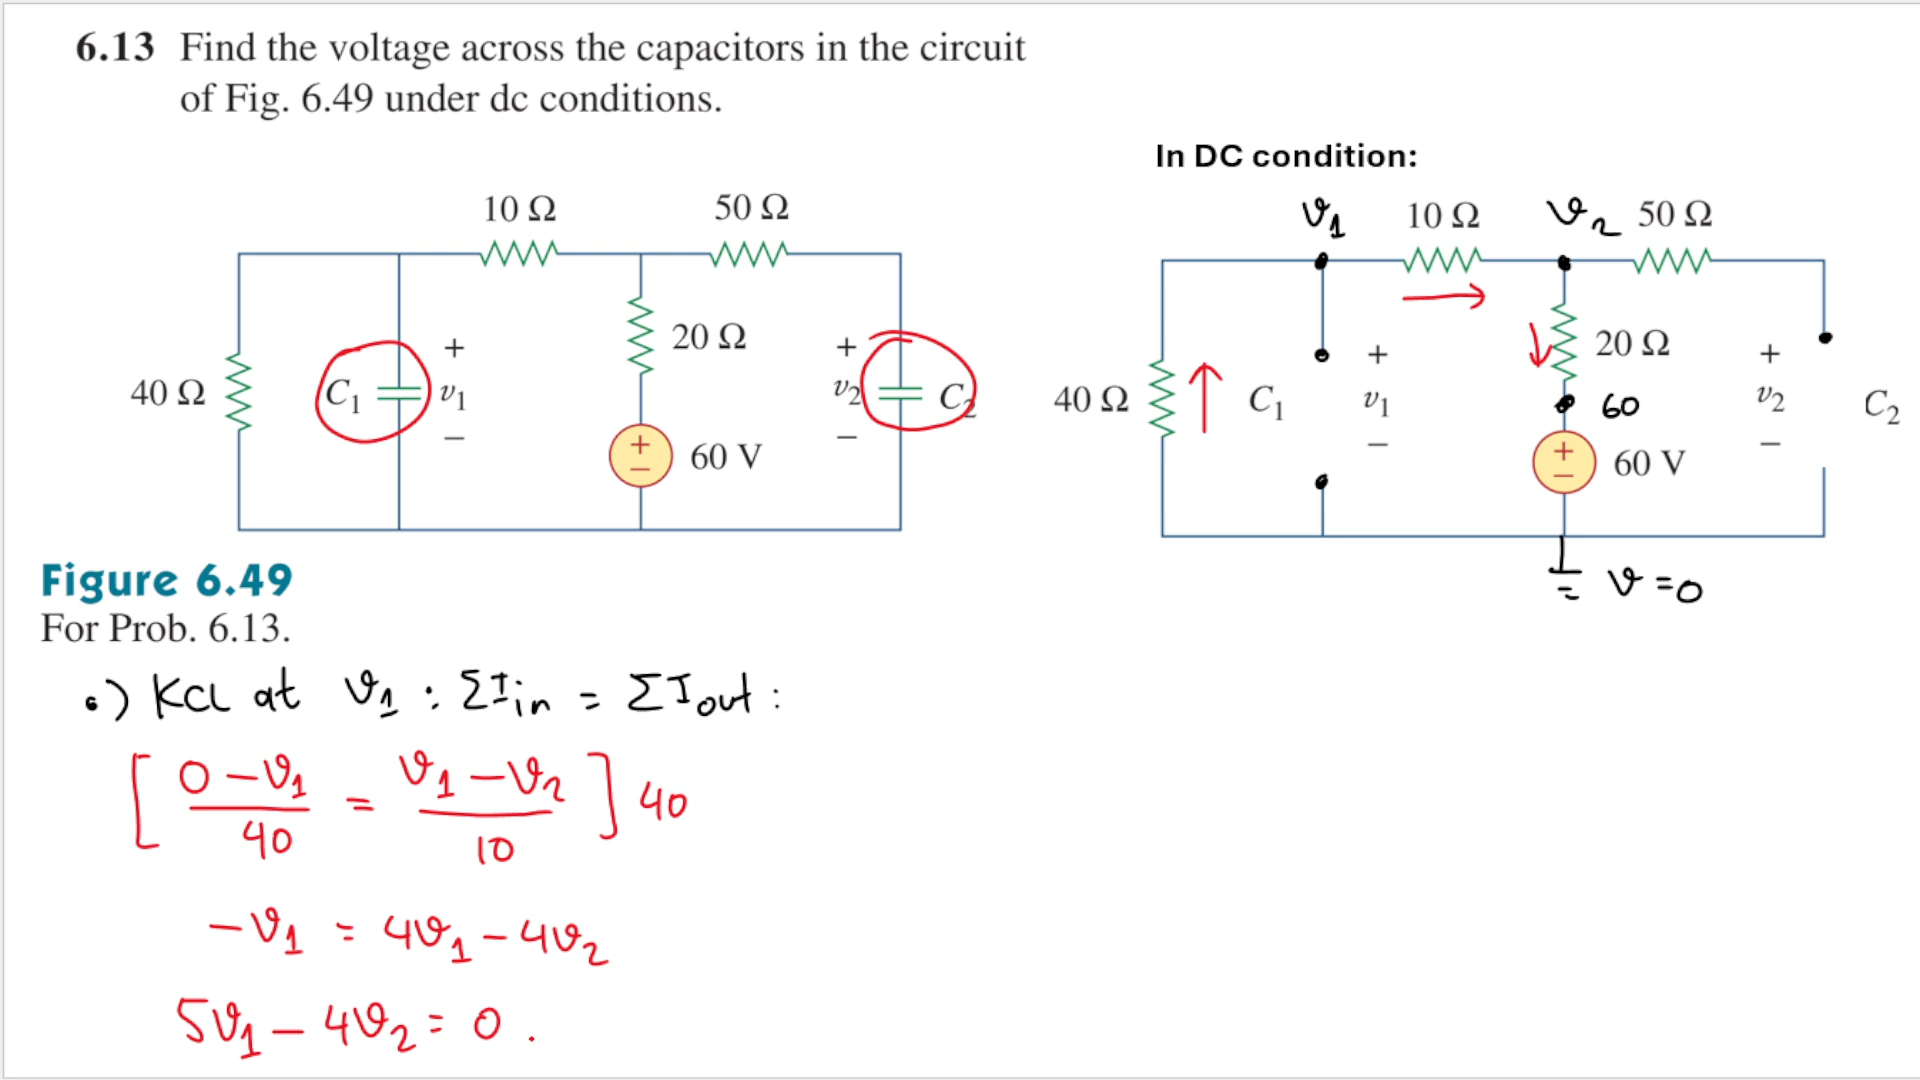 6.13 Find the voltage across the capacitors in the circuit
of Fig. 6.49 under dc conditions.
10 Ω
50 Ω
40 Ω
C₁
+
v₁
−
20 Ω
+
−
60 V
+
v₂
−
C₂
Figure 6.49
For Prob. 6.13.
In DC condition:
v₁
10 Ω
v₂
50 Ω
40 Ω
C₁
+
v₁
−
20 Ω
60
+
−
60 V
+
v₂
−
C₂
v = 0
•) KCL at v₁ : ΣIin = ΣIout :
[ (0 − v₁)/40 = (v₁ − v₂)/10 ] 40
−v₁ = 4v₁ − 4v₂
5v₁ − 4v₂ = 0 .